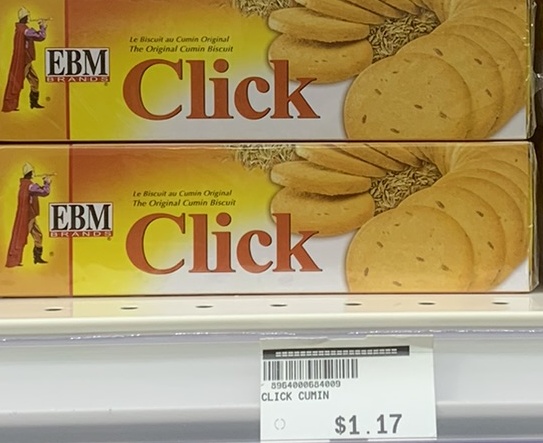 Le Biscuit au Cumin Original
The Original Cumin Biscuit
EBM
BRANDS
Click
Le Biscuit au Cumin Original
The Original Cumin Biscuit
EBM
BRANDS
Click
8964000684009
CLICK CUMIN
$1.17